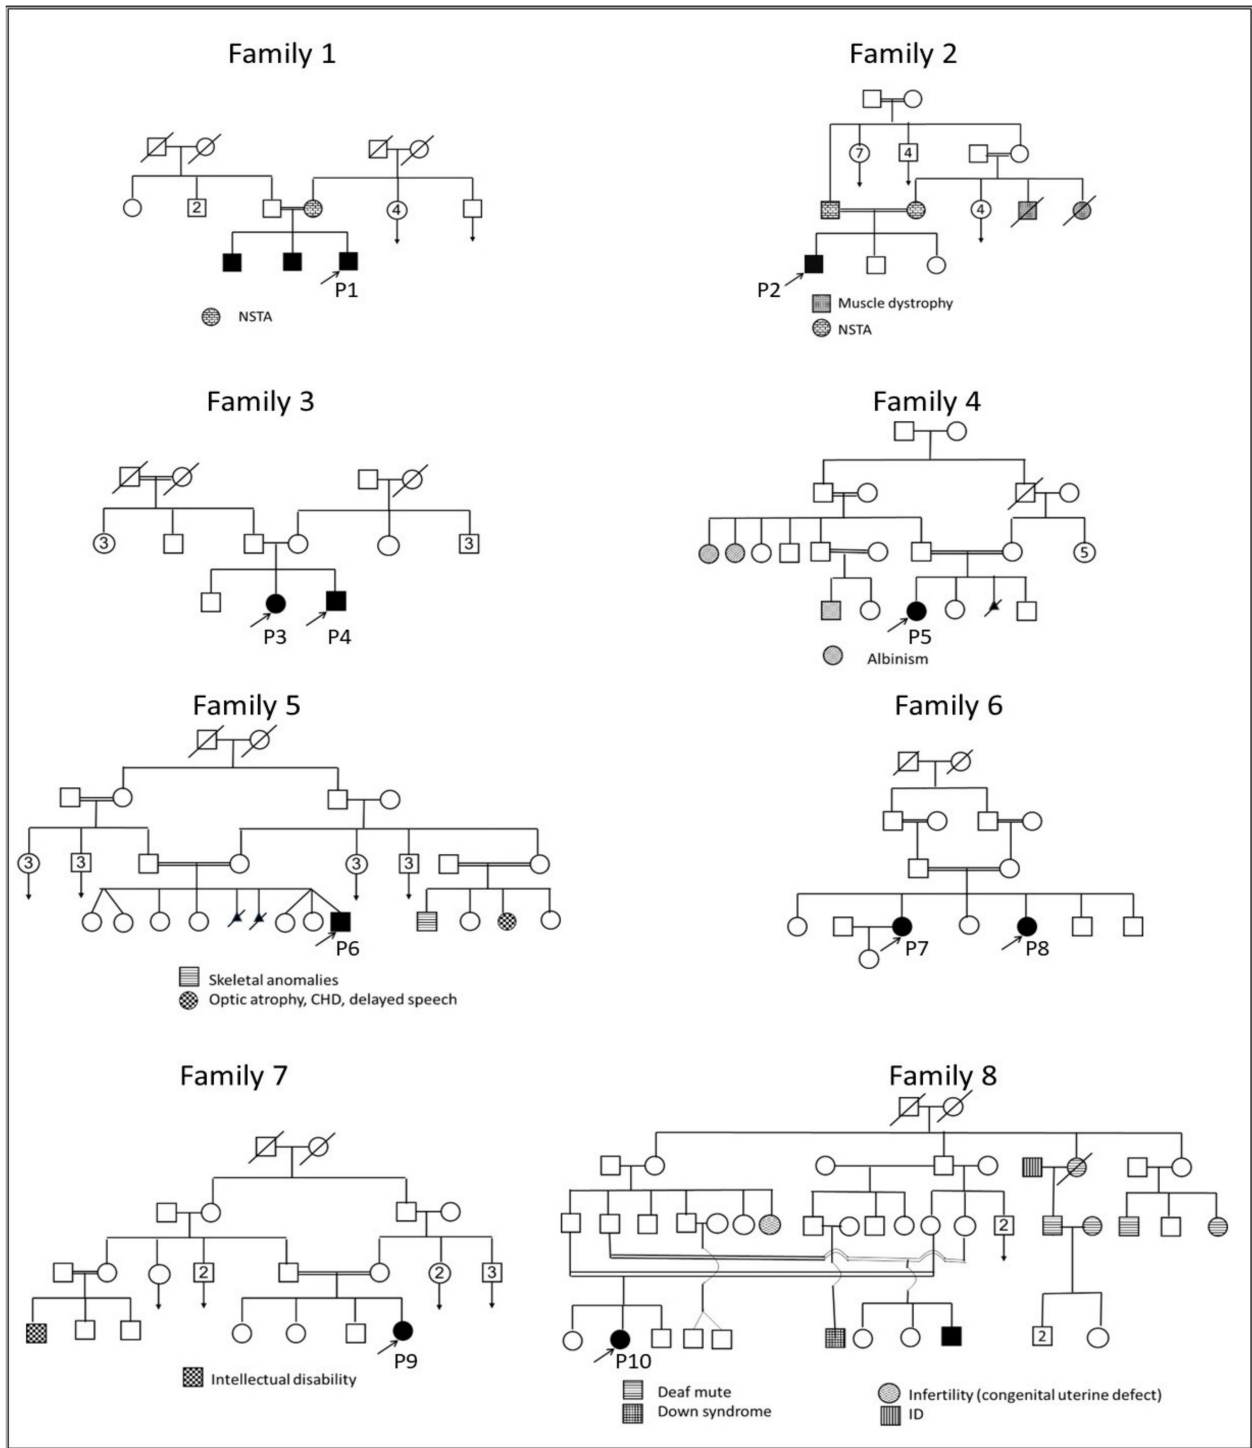 Family 1
Family 2
2
4
P1
NSTA
7
4
4
P2
Muscle dystrophy
NSTA
Family 3
Family 4
3
3
P3
P4
5
P5
Albinism
Family 5
Family 6
3
3
3
3
P6
Skeletal anomalies
Optic atrophy, CHD, delayed speech
P7
P8
Family 7
Family 8
2
2
3
P9
Intellectual disability
2
2
P10
Deaf mute
Down syndrome
Infertility (congenital uterine defect)
ID